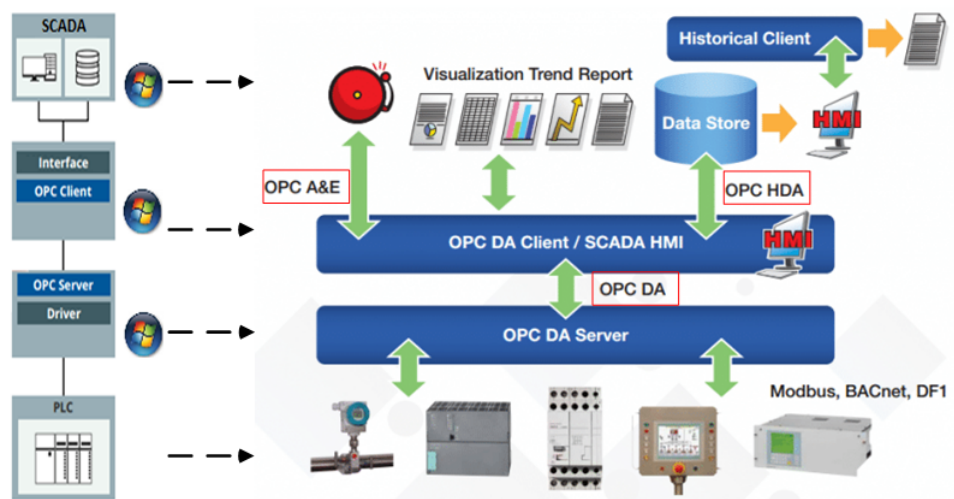 SCADA
Interface
OPC Client
OPC Server
Driver
PLC
Historical Client
Visualization Trend Report
Data Store
HMI
OPC A&E
OPC HDA
OPC DA Client / SCADA HMI
HMI
OPC DA
OPC DA Server
Modbus, BACnet, DF1